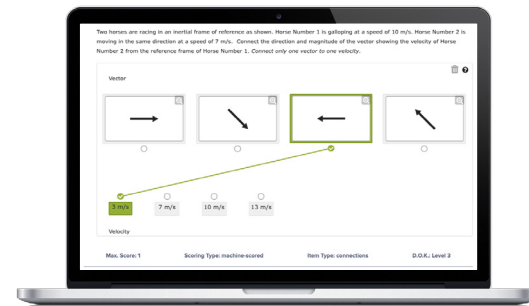 Two horses are racing in an inertial frame of reference as shown. Horse Number 1 is galloping at a speed of 10 m/s. Horse Number 2 is
moving in the same direction at a speed of 7 m/s. Connect the direction and magnitude of the vector showing the velocity of Horse
Number 2 from the reference frame of Horse Number 1. Connect only one vector to one velocity.
Vector
3 m/s 7 m/s 10 m/s 13 m/s
Velocity
Max. Score: 1 Scoring Type: machine-scored Item Type: connections D.O.K.: Level 3